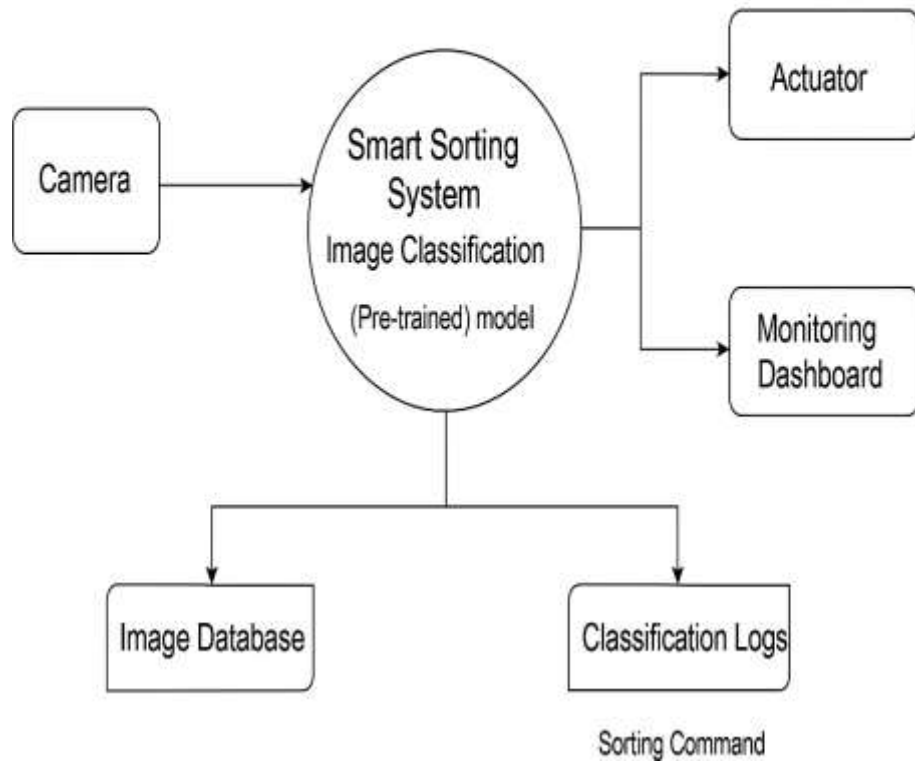 Camera
Smart Sorting
System
Image Classification
(Pre-trained) model
Actuator
Monitoring
Dashboard
Image Database
Classification Logs
Sorting Command